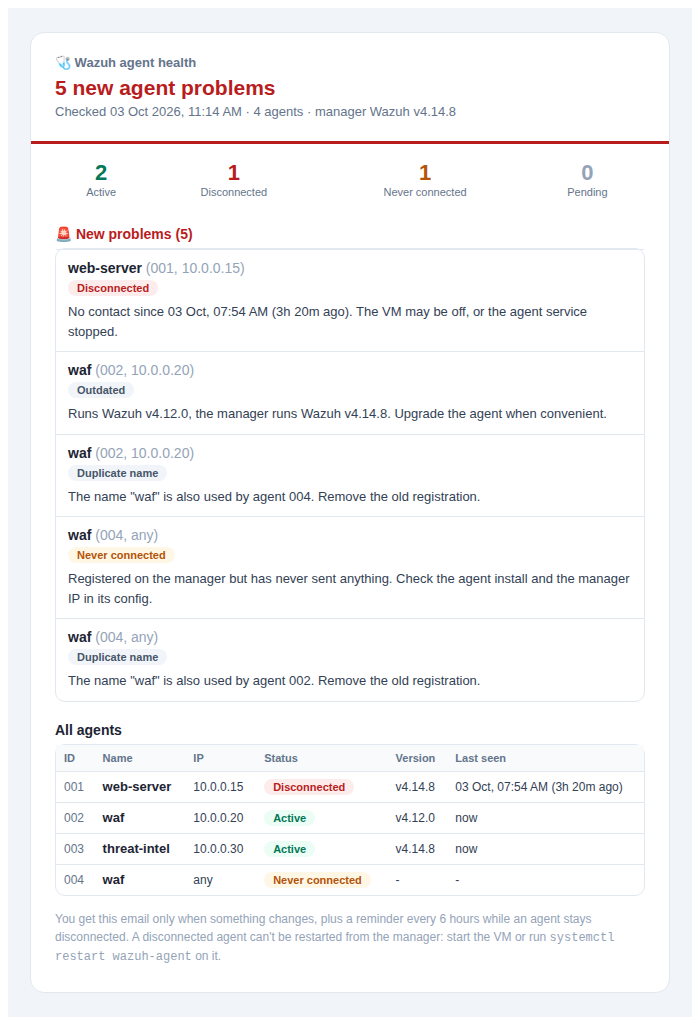 🩺 Wazuh agent health
5 new agent problems
Checked 03 Oct 2026, 11:14 AM · 4 agents · manager Wazuh v4.14.8
2 1 1 0
Active Disconnected Never connected Pending
🚨 New problems (5)
web-server (001, 10.0.0.15)
Disconnected
No contact since 03 Oct, 07:54 AM (3h 20m ago). The VM may be off, or the agent service
stopped.
waf (002, 10.0.0.20)
Outdated
Runs Wazuh v4.12.0, the manager runs Wazuh v4.14.8. Upgrade the agent when convenient.
waf (002, 10.0.0.20)
Duplicate name
The name "waf" is also used by agent 004. Remove the old registration.
waf (004, any)
Never connected
Registered on the manager but has never sent anything. Check the agent install and the manager
IP in its config.
waf (004, any)
Duplicate name
The name "waf" is also used by agent 002. Remove the old registration.
All agents
ID Name IP Status Version Last seen
001 web-server 10.0.0.15 Disconnected v4.14.8 03 Oct, 07:54 AM (3h 20m ago)
002 waf 10.0.0.20 Active v4.12.0 now
003 threat-intel 10.0.0.30 Active v4.14.8 now
004 waf any Never connected - -
You get this email only when something changes, plus a reminder every 6 hours while an agent stays
disconnected. A disconnected agent can't be restarted from the manager: start the VM or run systemctl
restart wazuh-agent on it.